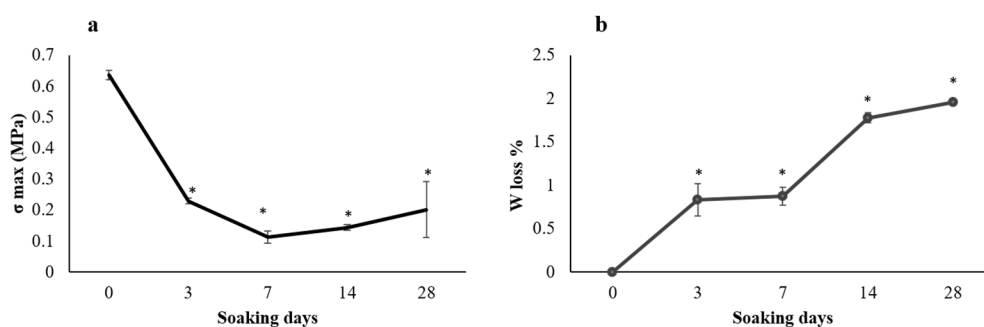 a
0.7
0.6
0.5
0.4
0.3
0.2
0.1
0
σ max (MPa)
* * * *
0 3 7 14 28
Soaking days
b
2.5
2
1.5
1
0.5
0
W loss %
* * * *
0 3 7 14 28
Soaking days